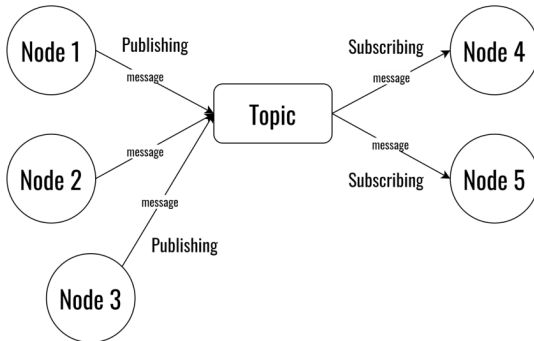 Node 1
Publishing
message
Node 2
message
message
Publishing
Node 3
Topic
Subscribing
message
Node 4
message
Subscribing
Node 5